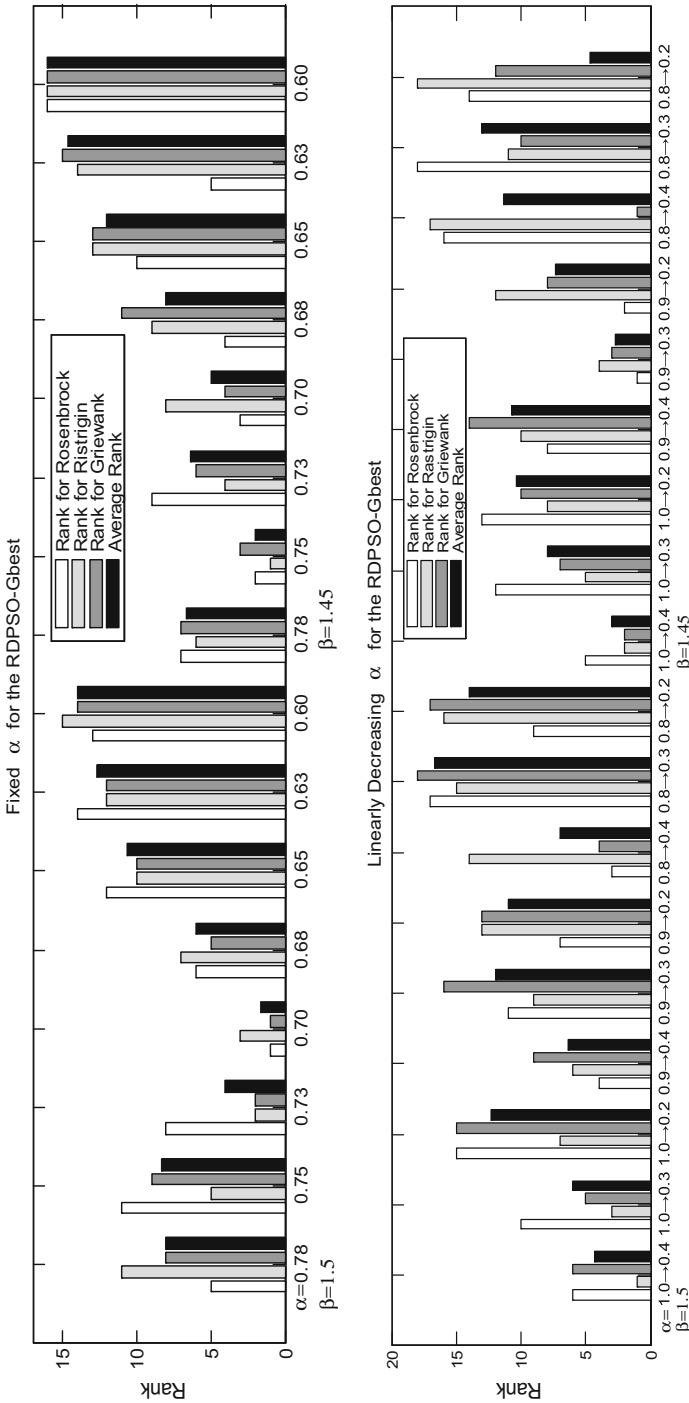 Fixed α for the RDPSO-Gbest
Rank for Rosenbrock
Rank for Ristrigin
Rank for Griewank
Average Rank
Rank
15
10
5
0
α=0.78 0.75 0.73 0.70 0.68 0.65 0.63 0.60 0.78 0.75 0.73 0.70 0.68 0.65 0.63 0.60
β=1.5 β=1.45
Linearly Decreasing α for the RDPSO-Gbest
Rank for Rosenbrock
Rank for Rastrigin
Rank for Griewank
Average Rank
Rank
20
15
10
5
0
α=1.0→0.4 1.0→0.3 1.0→0.2 0.9→0.4 0.9→0.3 0.9→0.2 0.8→0.4 0.8→0.3 0.8→0.2 1.0→0.4 1.0→0.3 1.0→0.2 0.9→0.4 0.9→0.3 0.9→0.2 0.8→0.4 0.8→0.3 0.8→0.2
β=1.5 β=1.45